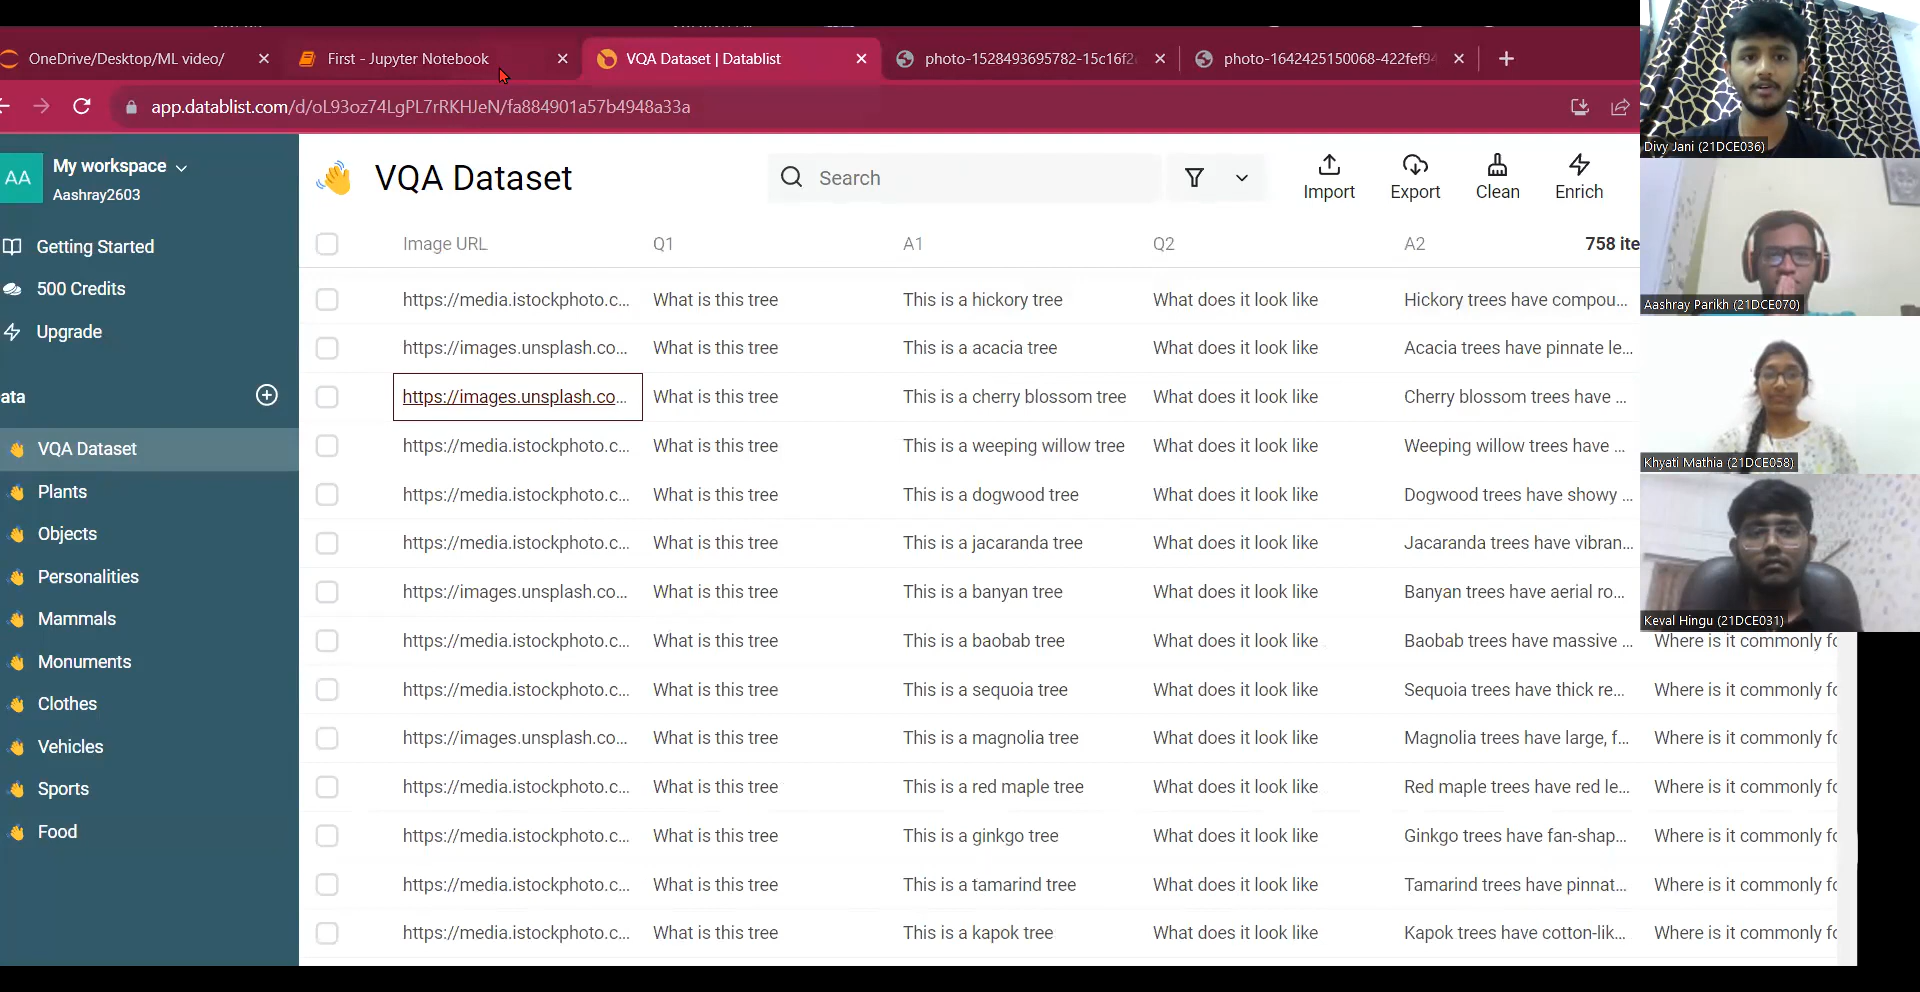 OneDrive/Desktop/ML video/
First - Jupyter Notebook
VQA Dataset | Datablist
photo-1528493695782-15c16f2
photo-1642425150068-422fef9
app.datablist.com/d/oL93oz74LgPL7rRKHJeN/fa884901a57b4948a33a
AA
My workspace
Aashray2603
Getting Started
500 Credits
Upgrade
ata
VQA Dataset
Plants
Objects
Personalities
Mammals
Monuments
Clothes
Vehicles
Sports
Food
VQA Dataset
Search
Import
Export
Clean
Enrich
Image URL Q1 A1 Q2 A2 758 ite
https://media.istockphoto.c... What is this tree This is a hickory tree What does it look like Hickory trees have compou...
https://images.unsplash.co... What is this tree This is a acacia tree What does it look like Acacia trees have pinnate le...
https://images.unsplash.co... What is this tree This is a cherry blossom tree What does it look like Cherry blossom trees have ...
https://media.istockphoto.c... What is this tree This is a weeping willow tree What does it look like Weeping willow trees have ...
https://media.istockphoto.c... What is this tree This is a dogwood tree What does it look like Dogwood trees have showy ...
https://media.istockphoto.c... What is this tree This is a jacaranda tree What does it look like Jacaranda trees have vibran...
https://images.unsplash.co... What is this tree This is a banyan tree What does it look like Banyan trees have aerial ro...
https://media.istockphoto.c... What is this tree This is a baobab tree What does it look like Baobab trees have massive ... Where is it commonly fo
https://media.istockphoto.c... What is this tree This is a sequoia tree What does it look like Sequoia trees have thick re... Where is it commonly fo
https://images.unsplash.co... What is this tree This is a magnolia tree What does it look like Magnolia trees have large, f... Where is it commonly fo
https://media.istockphoto.c... What is this tree This is a red maple tree What does it look like Red maple trees have red le... Where is it commonly fo
https://media.istockphoto.c... What is this tree This is a ginkgo tree What does it look like Ginkgo trees have fan-shap... Where is it commonly fo
https://media.istockphoto.c... What is this tree This is a tamarind tree What does it look like Tamarind trees have pinnat... Where is it commonly fo
https://media.istockphoto.c... What is this tree This is a kapok tree What does it look like Kapok trees have cotton-lik... Where is it commonly fo
Divy Jani (21DCE036)
Aashray Parikh (21DCE070)
Khyati Mathia (21DCE058)
Keval Hingu (21DCE031)